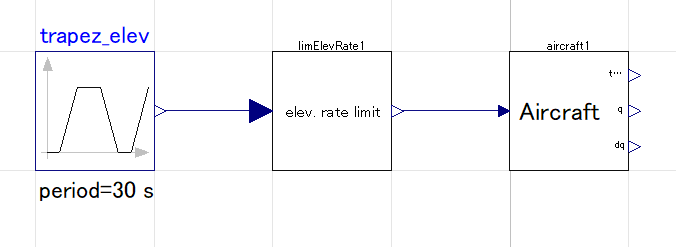 trapez_elev
limElevRate1
aircraft1
elev. rate limit
Aircraft
t...
q
dq
period=30 s